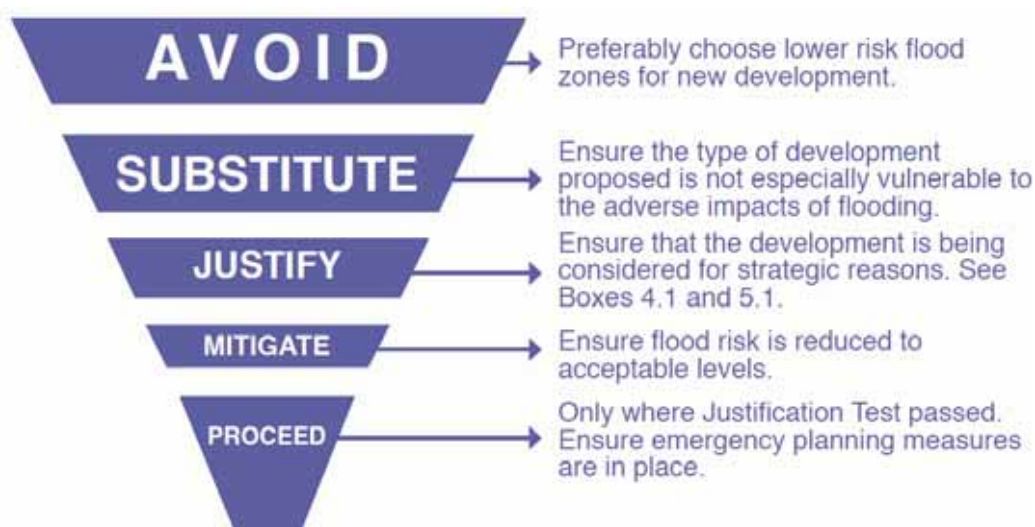 AVOID
Preferably choose lower risk flood
zones for new development.
SUBSTITUTE
Ensure the type of development
proposed is not especially vulnerable to
the adverse impacts of flooding.
JUSTIFY
Ensure that the development is being
considered for strategic reasons. See
Boxes 4.1 and 5.1.
MITIGATE
Ensure flood risk is reduced to
acceptable levels.
PROCEED
Only where Justification Test passed.
Ensure emergency planning measures
are in place.